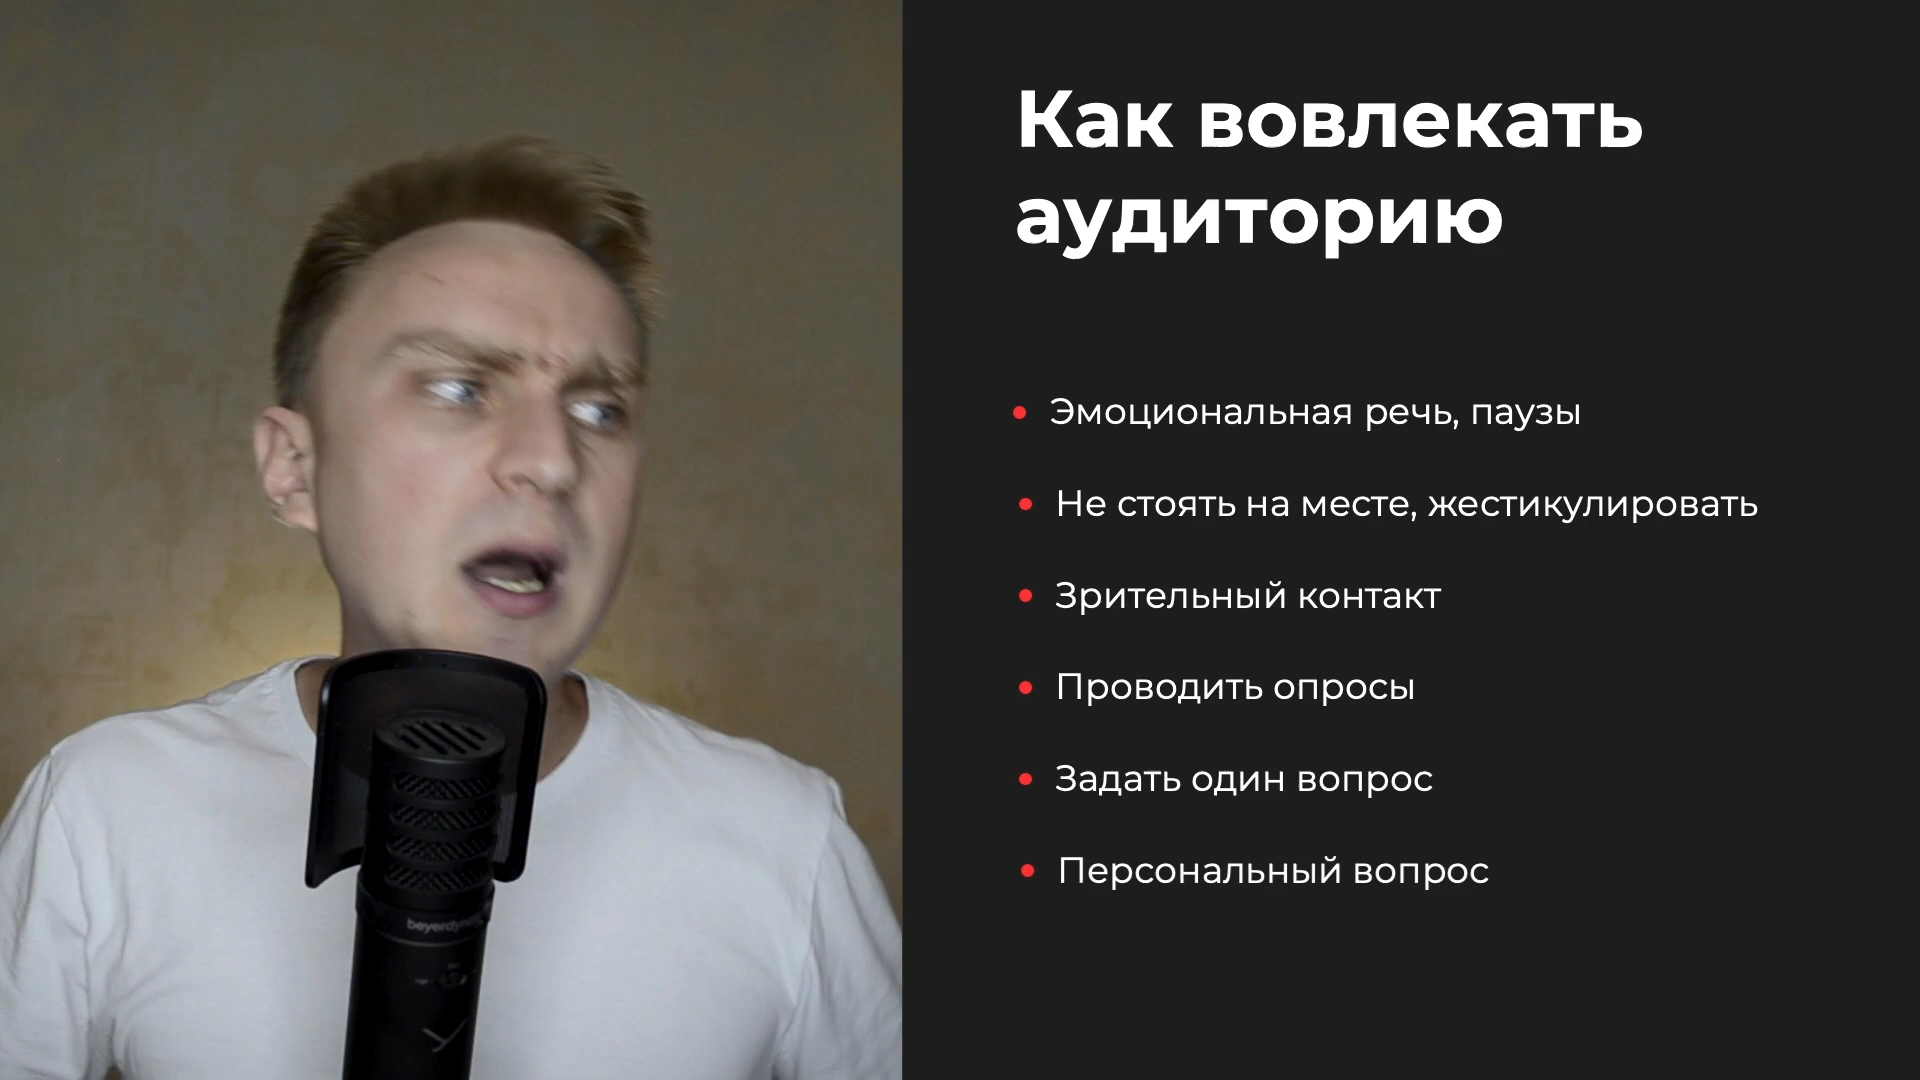 Как вовлекать
аудиторию
Эмоциональная речь, паузы
Не стоять на месте, жестикулировать
Зрительный контакт
Проводить опросы
Задать один вопрос
Персональный вопрос